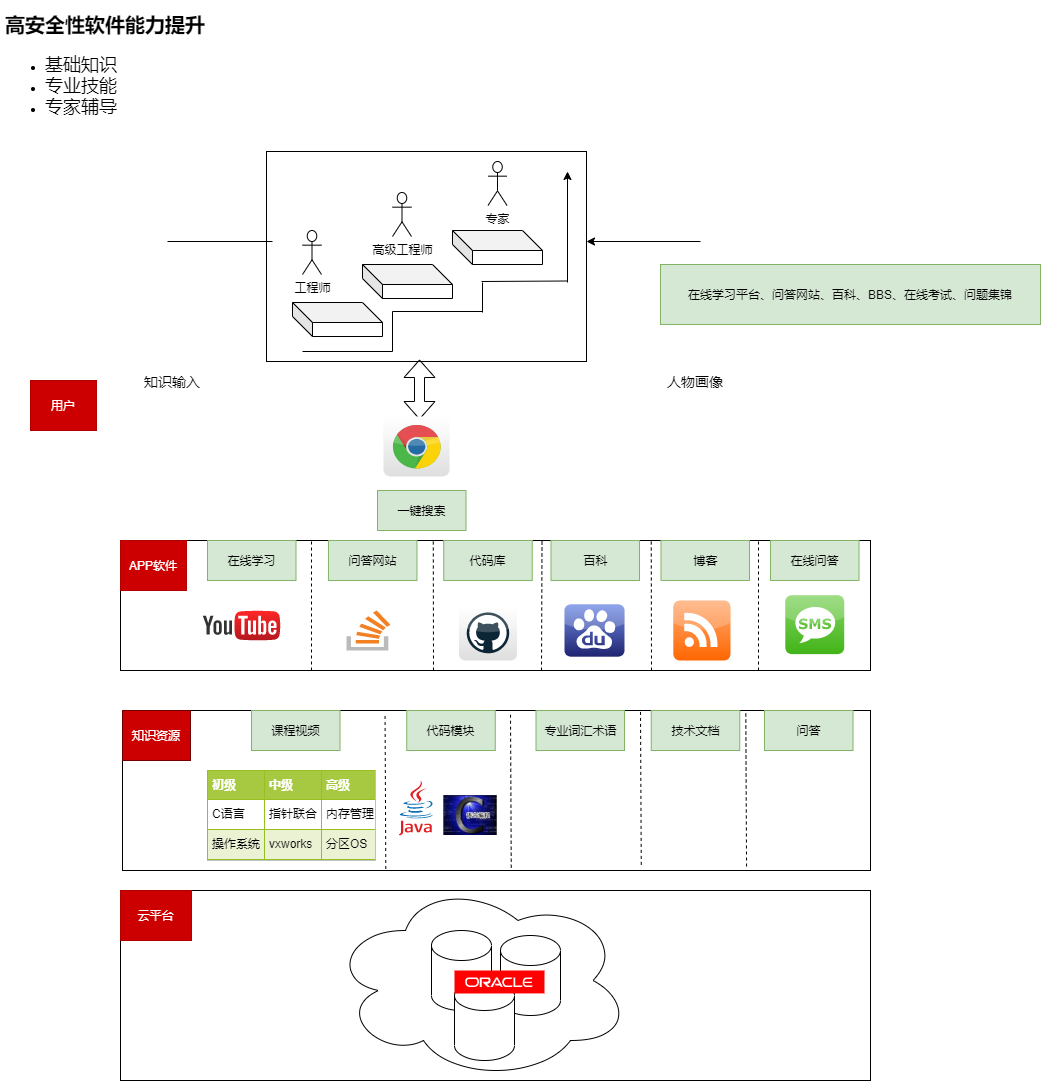 高安全性软件能力提升
基础知识
专业技能
专家辅导
专家
高级工程师
工程师
在线学习平台、问答网站、百科、BBS、在线考试、问题集锦
知识输入
人物画像
用户
一键搜索
APP软件
在线学习
问答网站
代码库
百科
博客
在线问答
YouTube
du
SMS
知识资源
课程视频
代码模块
专业词汇术语
技术文档
问答
初级 中级 高级
C语言 指针联合 内存管理
操作系统 vxworks 分区OS
Java
C
云平台
ORACLE